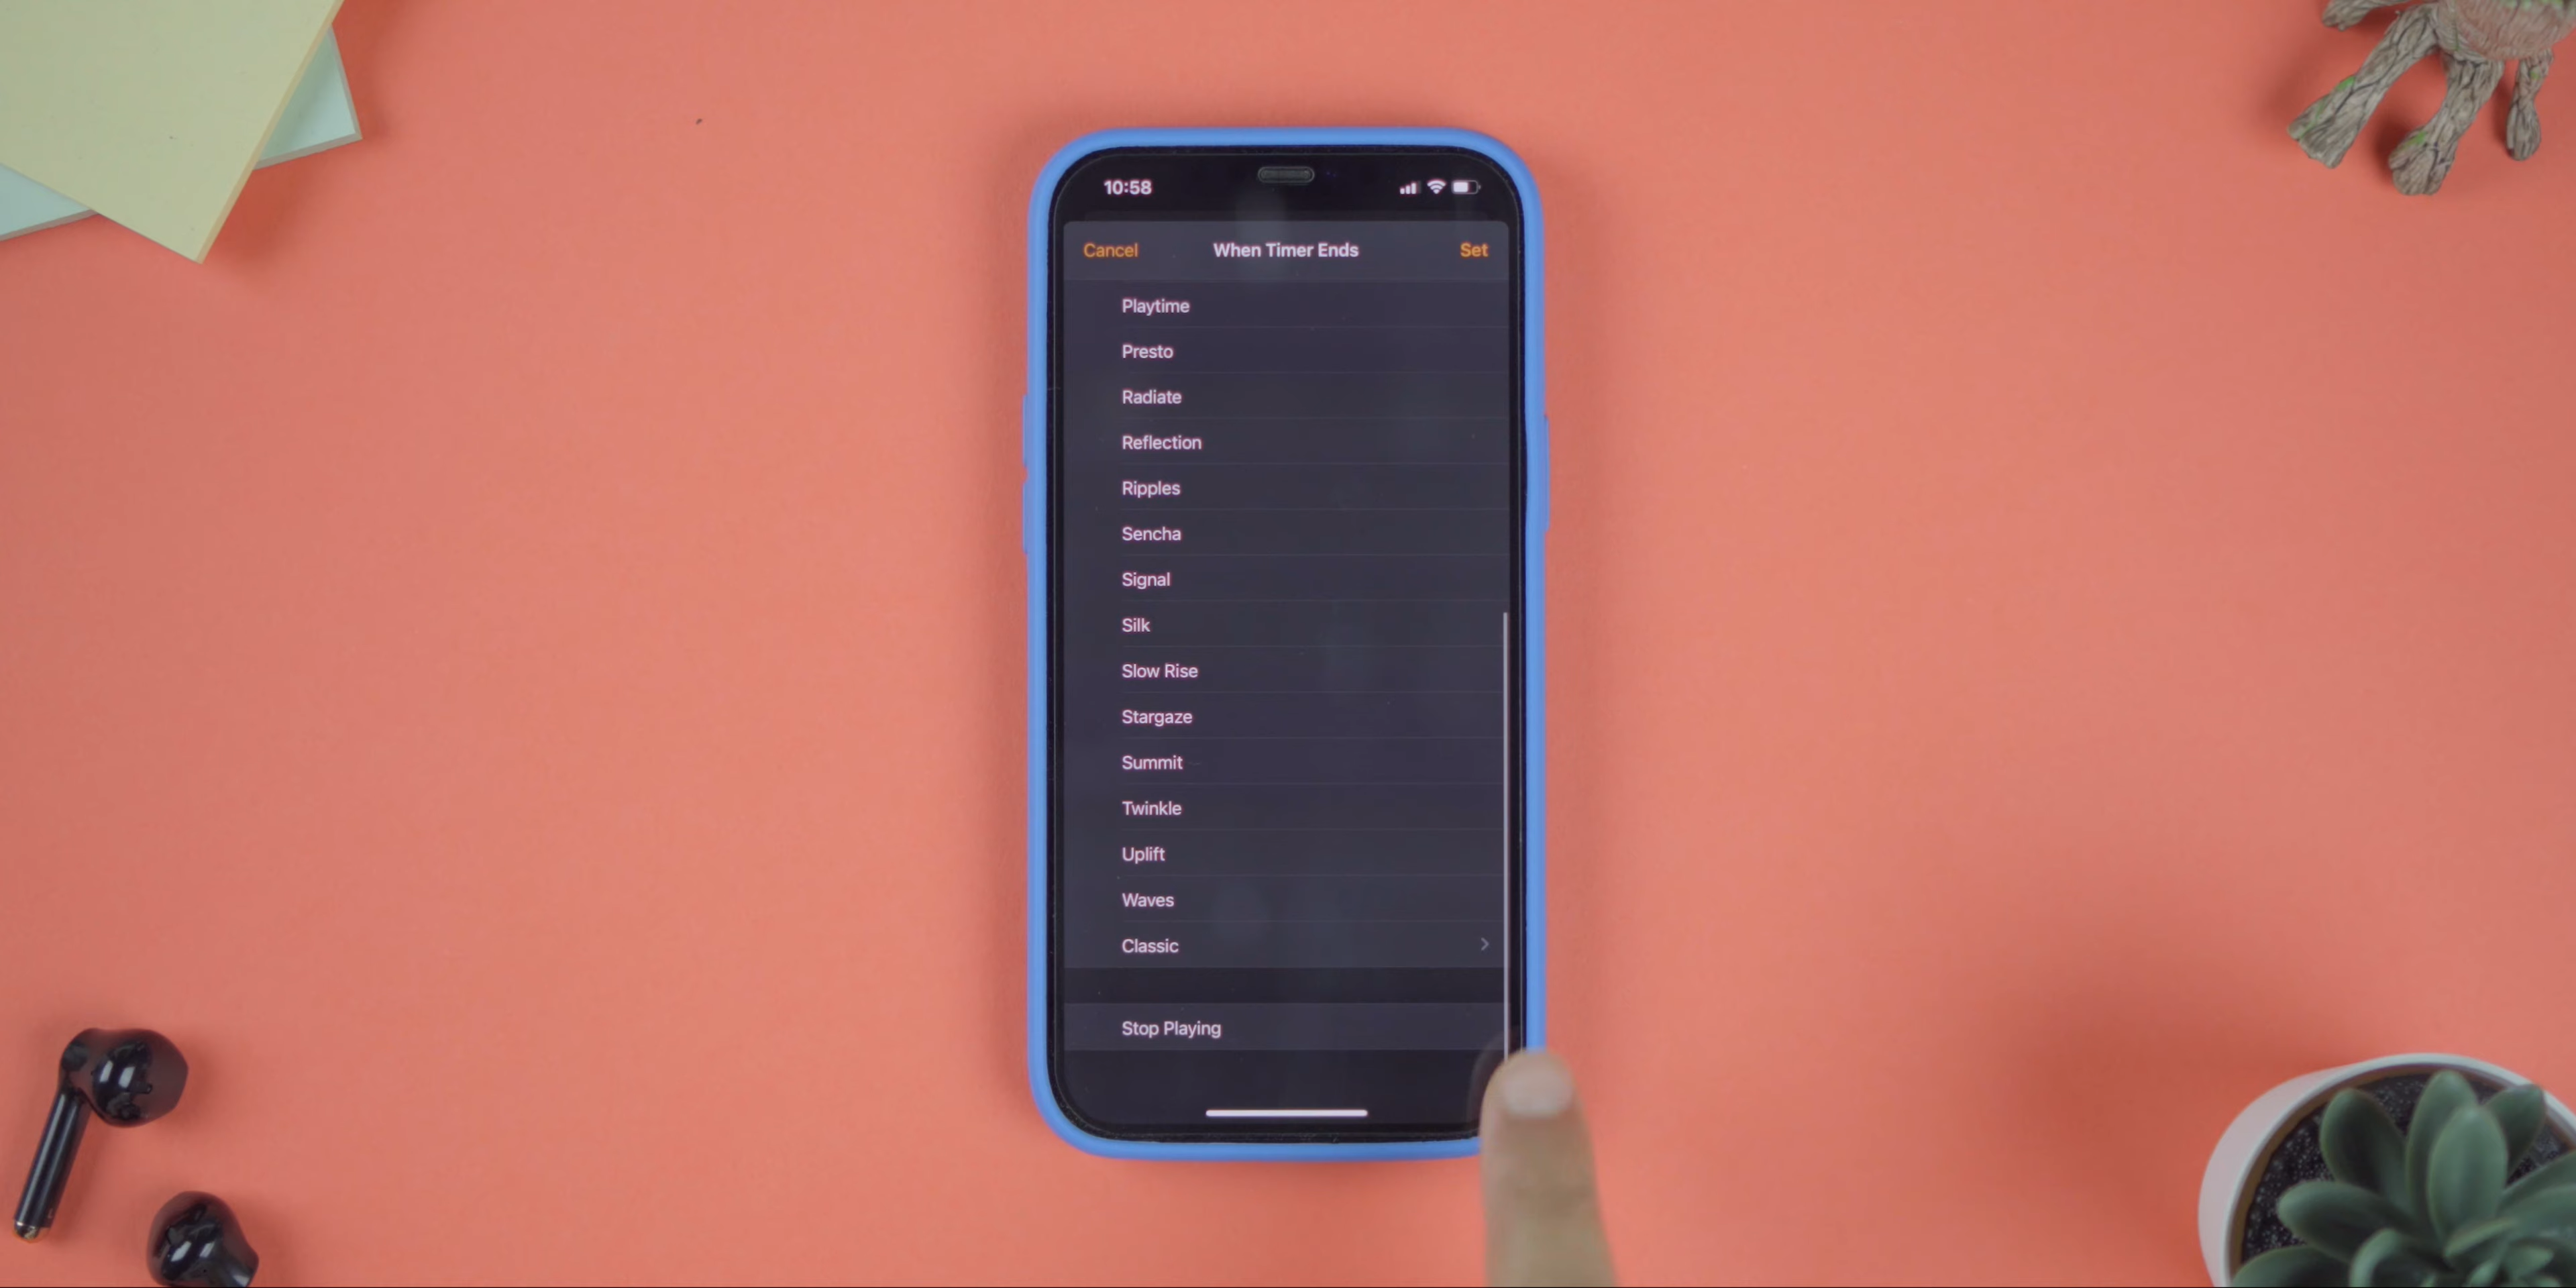 10:58
Cancel When Timer Ends Set
Playtime
Presto
Radiate
Reflection
Ripples
Sencha
Signal
Silk
Slow Rise
Stargaze
Summit
Twinkle
Uplift
Waves
Classic
Stop Playing